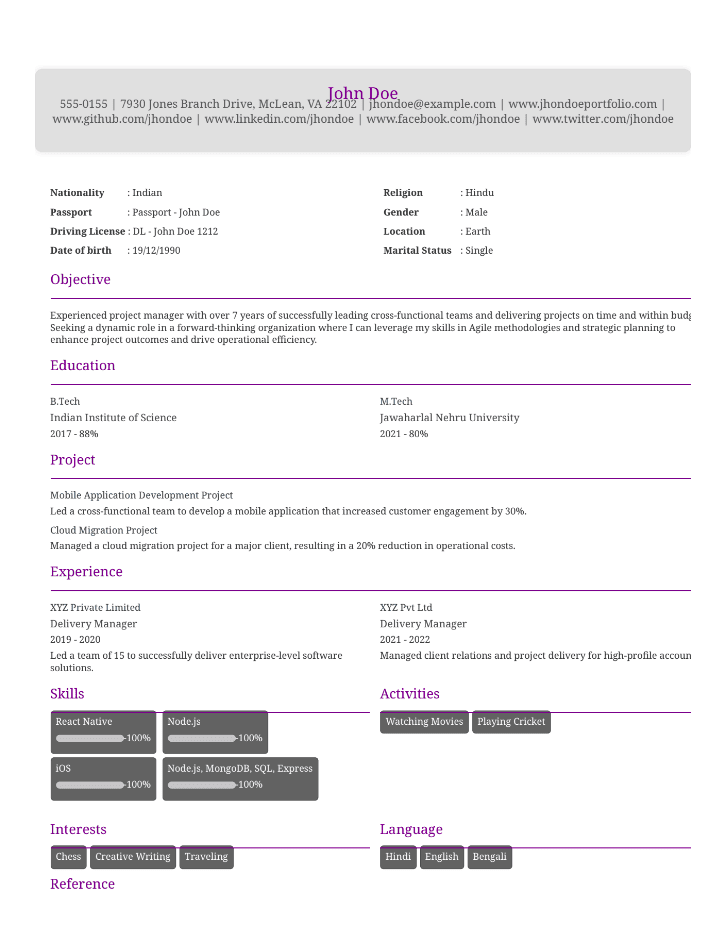 John Doe
555-0155 | 7930 Jones Branch Drive, McLean, VA 22102 | jhondoe@example.com | www.jhondoeportfolio.com |
www.github.com/jhondoe | www.linkedin.com/jhondoe | www.facebook.com/jhondoe | www.twitter.com/jhondoe
Nationality : Indian
Religion : Hindu
Passport : Passport - John Doe
Gender : Male
Driving License : DL - John Doe 1212
Location : Earth
Date of birth : 19/12/1990
Marital Status : Single
Objective
Experienced project manager with over 7 years of successfully leading cross-functional teams and delivering projects on time and within
Seeking a dynamic role in a forward-thinking organization where I can leverage my skills in Agile methodologies and strategic planning to
enhance project outcomes and drive operational efficiency.
Education
B.Tech
Indian Institute of Science
2017 - 88%
M.Tech
Jawaharlal Nehru University
2021 - 80%
Project
Mobile Application Development Project
Led a cross-functional team to develop a mobile application that increased customer engagement by 30%.
Cloud Migration Project
Managed a cloud migration project for a major client, resulting in a 20% reduction in operational costs.
Experience
XYZ Private Limited
Delivery Manager
2019 - 2020
Led a team of 15 to successfully deliver enterprise-level software
solutions.
XYZ Pvt Ltd
Delivery Manager
2021 - 2022
Managed client relations and project delivery for high-profile accoun
Skills
React Native
100%
Node.js
100%
iOS
100%
Node.js, MongoDB, SQL, Express
100%
Activities
Watching Movies
Playing Cricket
Interests
Chess
Creative Writing
Traveling
Language
Hindi
English
Bengali
Reference